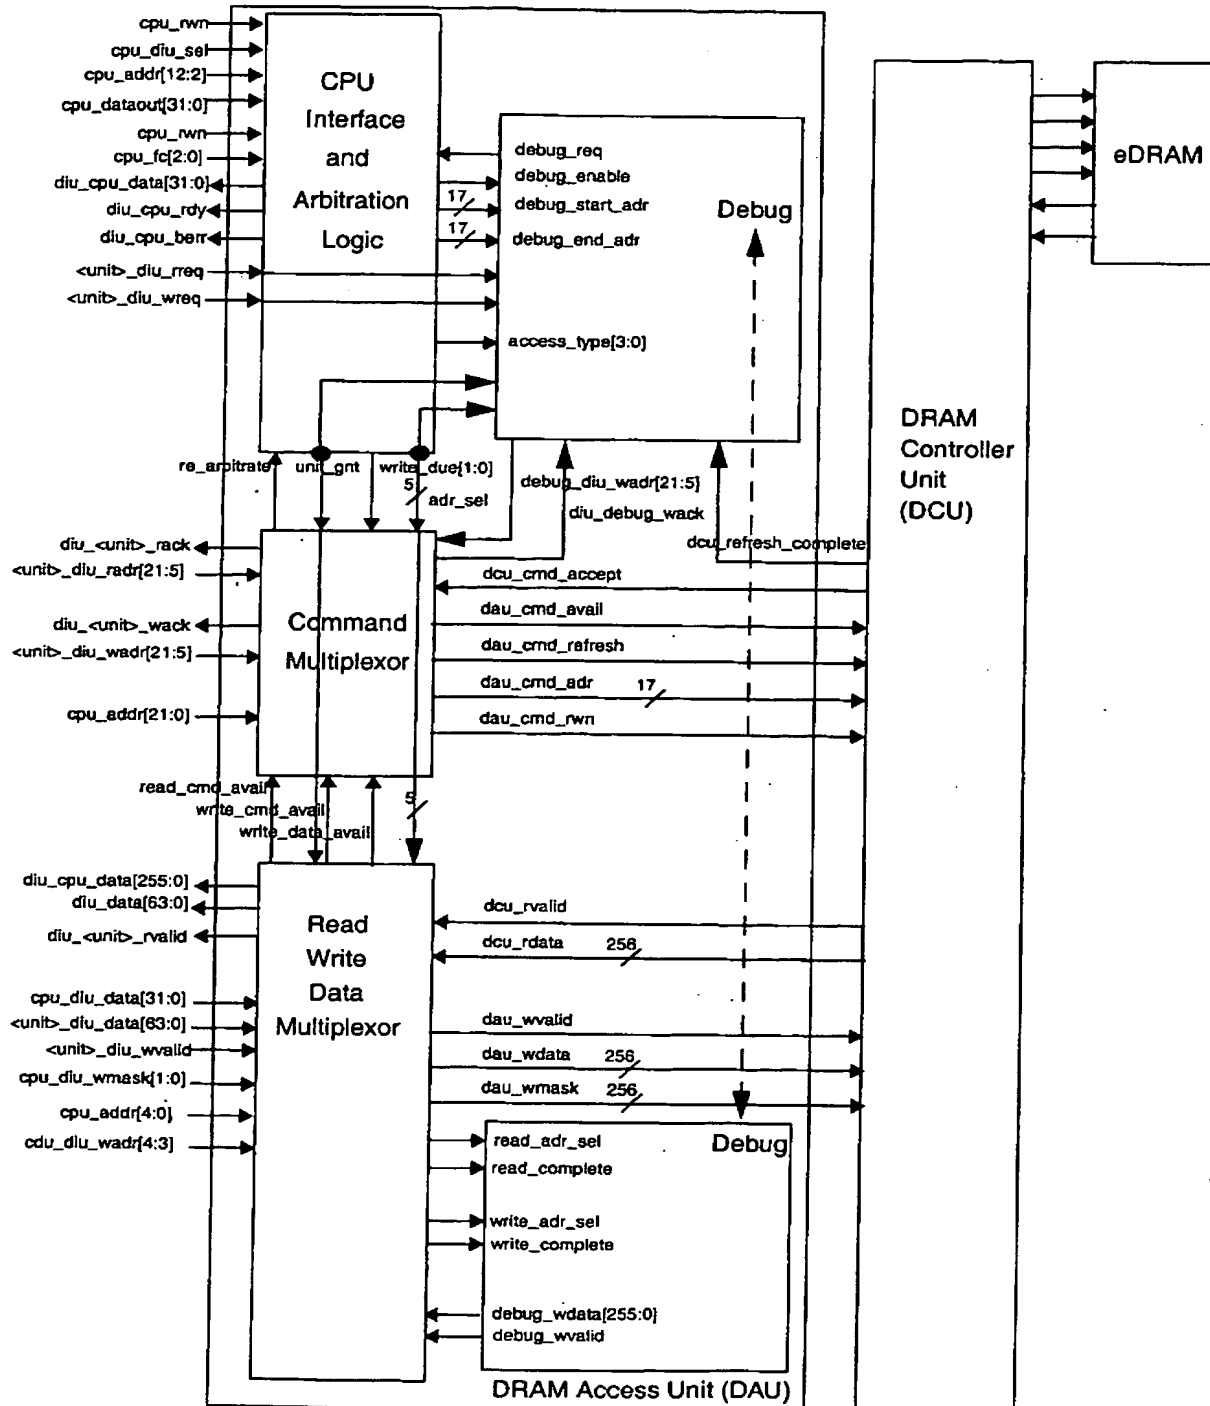 cpu_rwn
cpu_diu_sel
cpu_addr[12:2]
cpu_dataout[31:0]
cpu_rwn
cpu_fc[2:0]
diu_cpu_data[31:0]
diu_cpu_rdy
diu_cpu_berr
<unit>_diu_rreq
<unit>_diu_wreq
CPU
Interface
and
Arbitration
Logic
debug_req
debug_enable
17
debug_start_adr
17
debug_end_adr
access_type[3:0]
Debug
eDRAM
DRAM
Controller
Unit
(DCU)
re_arbitrate
unit_gnt
write_due[1:0]
5
adr_sel
debug_diu_wadr[21:5]
diu_debug_wack
dcu_refresh_complete
diu_<unit>_rack
<unit>_diu_radr[21:5]
diu_<unit>_wack
<unit>_diu_wadr[21:5]
cpu_addr[21:0]
Command
Multiplexor
dcu_cmd_accept
dau_cmd_avail
dau_cmd_refresh
dau_cmd_adr
17
dau_cmd_rwn
read_cmd_avail
write_cmd_avail
write_data_avail
5
diu_cpu_data[255:0]
diu_data[63:0]
diu_<unit>_rvalid
cpu_diu_data[31:0]
<unit>_diu_data[63:0]
<unit>_diu_wvalid
cpu_diu_wmask[1:0]
cpu_addr[4:0]
cdu_diu_wadr[4:3]
Read
Write
Data
Multiplexor
dcu_rvalid
dcu_rdata
256
dau_wvalid
dau_wdata
256
dau_wmask
256
Debug
read_adr_sel
read_complete
write_adr_sel
write_complete
debug_wdata[255:0]
debug_wvalid
DRAM Access Unit (DAU)